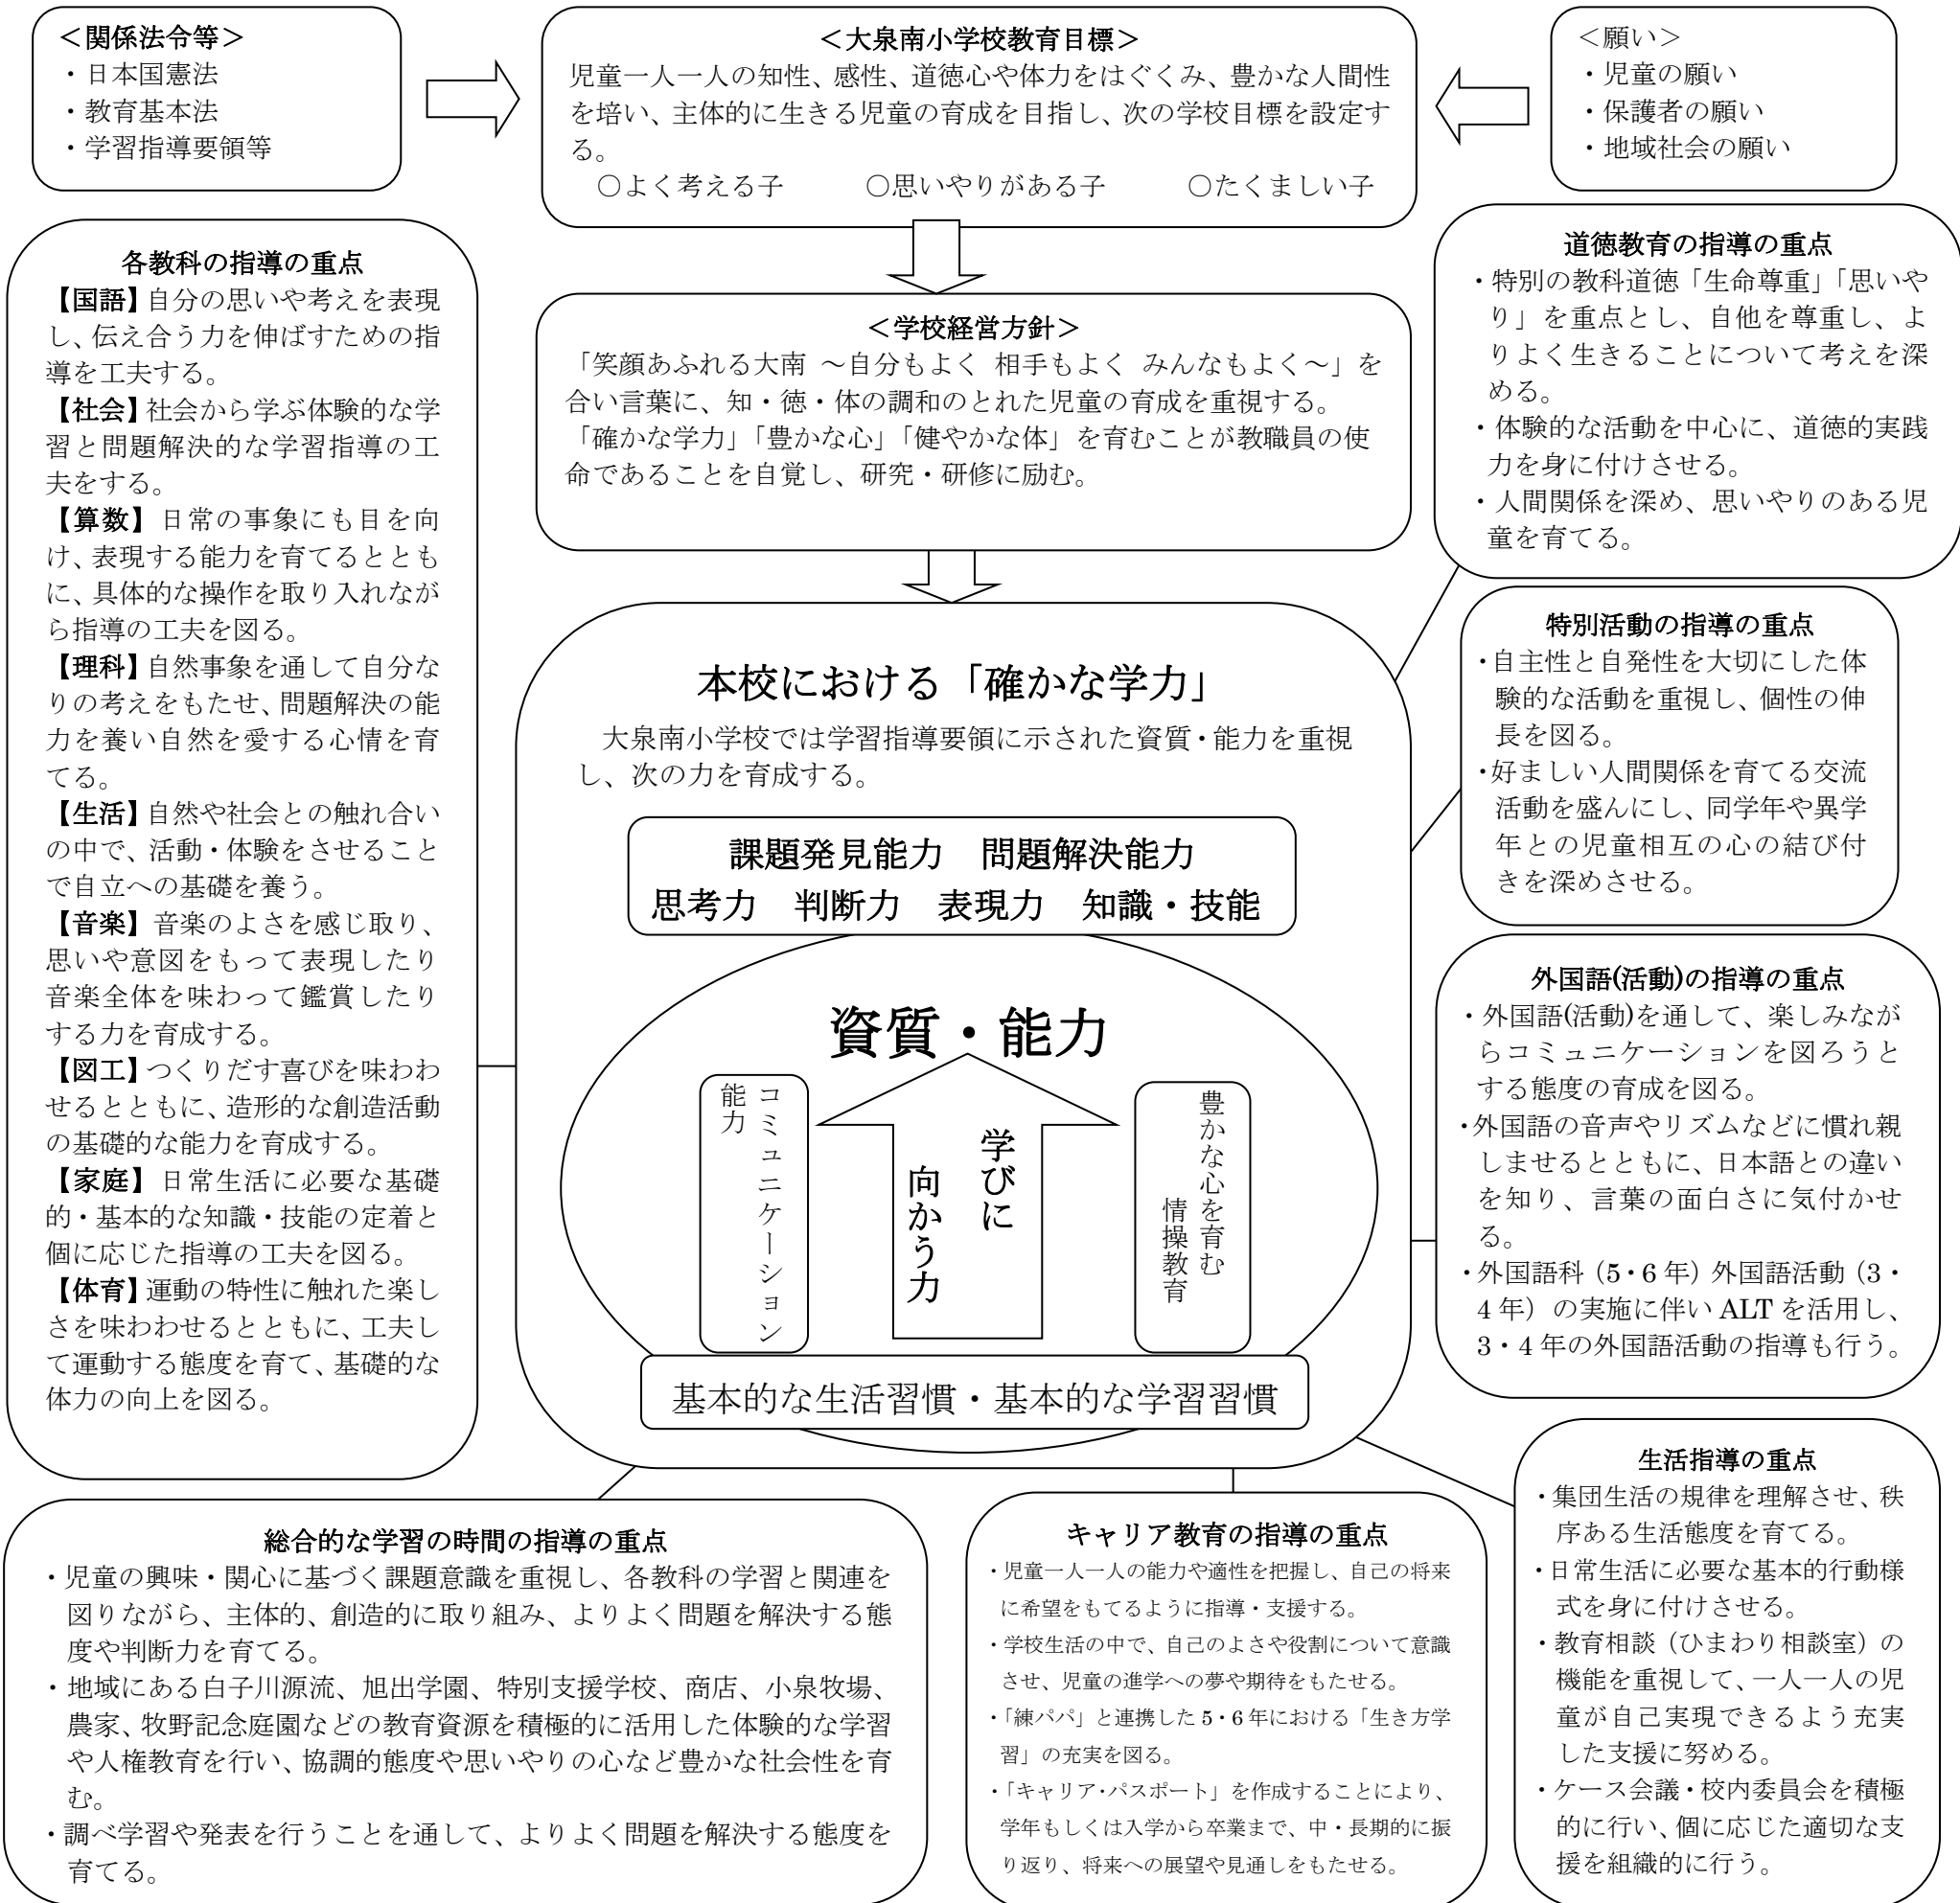 ＜関係法令等＞
・日本国憲法
・教育基本法
・学習指導要領等
＜大泉南小学校教育目標＞
児童一人一人の知性、感性、道徳心や体力をはぐくみ、豊かな人間性
を培い、主体的に生きる児童の育成を目指し、次の学校目標を設定す
る。
○よく考える子　○思いやりがある子　○たくましい子
＜願い＞
・児童の願い
・保護者の願い
・地域社会の願い
各教科の指導の重点
【国語】自分の思いや考えを表現
し、伝え合う力を伸ばすための指
導を工夫する。
【社会】社会から学ぶ体験的な学
習と問題解決的な学習指導の工
夫をする。
【算数】日常の事象にも目を向
け、表現する能力を育てるととも
に、具体的な操作を取り入れなが
ら指導の工夫を図る。
【理科】自然事象を通して自分な
りの考えをもたせ、問題解決の能
力を養い自然を愛する心情を育
てる。
【生活】自然や社会との触れ合い
の中で、活動・体験をさせること
で自立への基礎を養う。
【音楽】音楽のよさを感じ取り、
思いや意図をもって表現したり
音楽全体を味わって鑑賞したり
する力を育成する。
【図工】つくりだす喜びを味わわ
せるとともに、造形的な創造活動
の基礎的な能力を育成する。
【家庭】日常生活に必要な基礎
的・基本的な知識・技能の定着と
個に応じた指導の工夫を図る。
【体育】運動の特性に触れた楽し
さを味わわせるとともに、工夫し
て運動する態度を育て、基礎的な
体力の向上を図る。
＜学校経営方針＞
「笑顔あふれる大南 ～自分もよく 相手もよく みんなもよく～」を
合い言葉に、知・徳・体の調和のとれた児童の育成を重視する。
「確かな学力」「豊かな心」「健やかな体」を育むことが教職員の使
命であることを自覚し、研究・研修に励む。
本校における「確かな学力」
大泉南小学校では学習指導要領に示された資質・能力を重視
し、次の力を育成する。
課題発見能力　問題解決能力
思考力　判断力　表現力　知識・技能
資質・能力
コミュニケーション
能力
学びに
向かう力
豊かな心を育む
情操教育
基本的な生活習慣・基本的な学習習慣
道徳教育の指導の重点
・特別の教科道徳「生命尊重」「思いや
り」を重点とし、自他を尊重し、よ
りよく生きることについて考えを深
める。
・体験的な活動を中心に、道徳的実践
力を身に付けさせる。
・人間関係を深め、思いやりのある児
童を育てる。
特別活動の指導の重点
・自主性と自発性を大切にした体
験的な活動を重視し、個性の伸
長を図る。
・好ましい人間関係を育てる交流
活動を盛んにし、同学年や異学
年との児童相互の心の結び付
きを深めさせる。
外国語(活動)の指導の重点
・外国語(活動)を通して、楽しみなが
らコミュニケーションを図ろうと
する態度の育成を図る。
・外国語の音声やリズムなどに慣れ親
しませるとともに、日本語との違い
を知り、言葉の面白さに気付かせ
る。
・外国語科（5・6 年）外国語活動（3・
4 年）の実施に伴い ALT を活用し、
3・4 年の外国語活動の指導も行う。
生活指導の重点
・集団生活の規律を理解させ、秩
序ある生活態度を育てる。
・日常生活に必要な基本的行動様
式を身に付けさせる。
・教育相談（ひまわり相談室）の
機能を重視して、一人一人の児
童が自己実現できるよう充実
した支援に努める。
・ケース会議・校内委員会を積極
的に行い、個に応じた適切な支
援を組織的に行う。
総合的な学習の時間の指導の重点
・児童の興味・関心に基づく課題意識を重視し、各教科の学習と関連を
図りながら、主体的、創造的に取り組み、よりよく問題を解決する態
度や判断力を育てる。
・地域にある白子川源流、旭出学園、特別支援学校、商店、小泉牧場、
農家、牧野記念庭園などの教育資源を積極的に活用した体験的な学習
や人権教育を行い、協調的態度や思いやりの心など豊かな社会性を育
む。
・調べ学習や発表を行うことを通して、よりよく問題を解決する態度を
育てる。
キャリア教育の指導の重点
・児童一人一人の能力や適性を把握し、自己の将来
に希望をもてるように指導・支援する。
・学校生活の中で、自己のよさや役割について意識
させ、児童の進学への夢や期待をもたせる。
・「練パパ」と連携した 5・6 年における「生き方学
習」の充実を図る。
・「キャリア・パスポート」を作成することにより、
学年もしくは入学から卒業まで、中・長期的に振
り返り、将来への展望や見通しをもたせる。